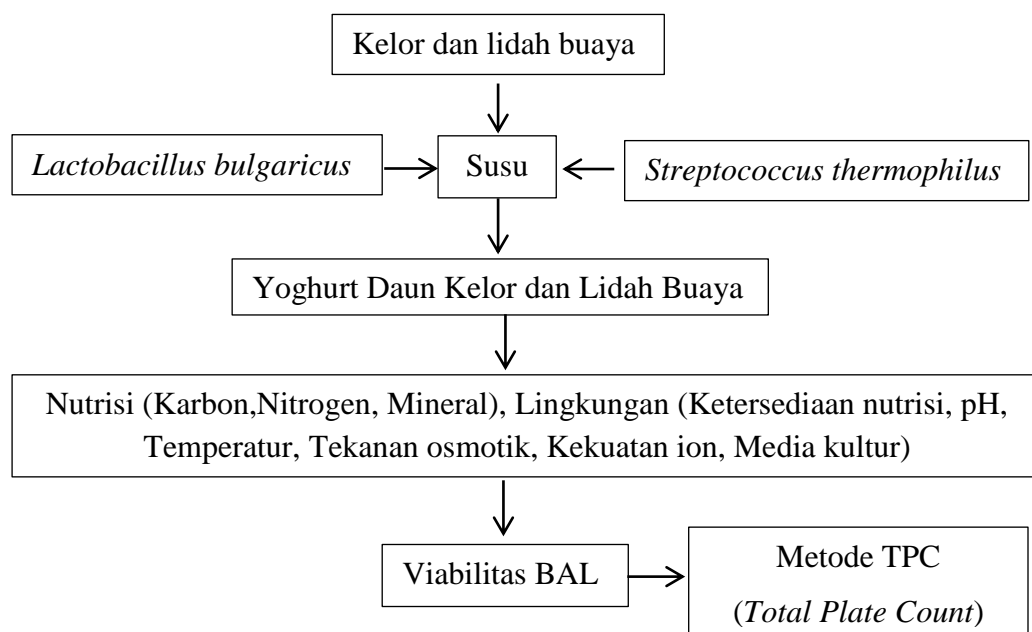 Kelor dan lidah buaya
Lactobacillus bulgaricus
Susu
Streptococcus thermophilus
Yoghurt Daun Kelor dan Lidah Buaya
Nutrisi (Karbon,Nitrogen, Mineral), Lingkungan (Ketersediaan nutrisi, pH,
Temperatur, Tekanan osmotik, Kekuatan ion, Media kultur)
Viabilitas BAL
Metode TPC
(Total Plate Count)